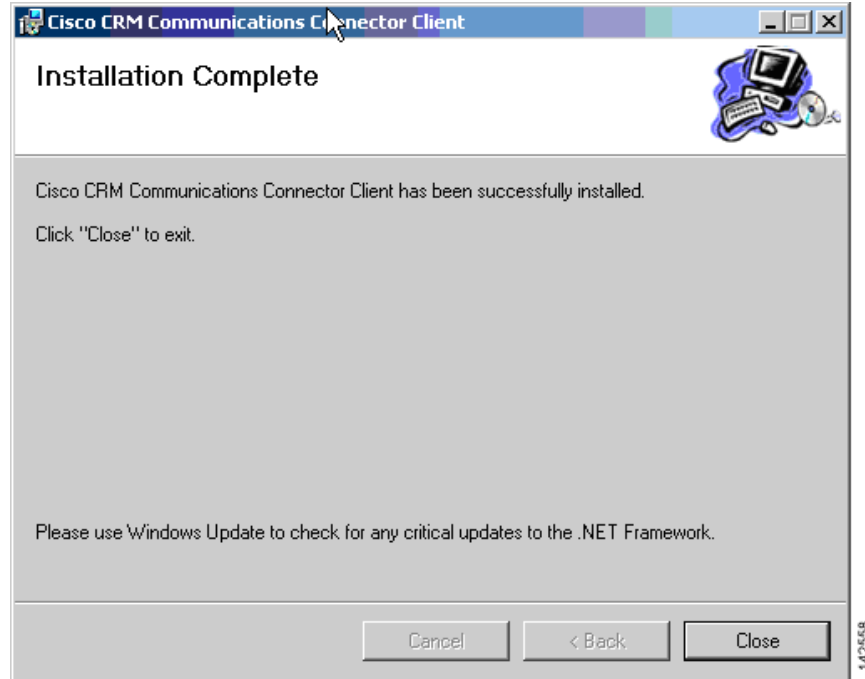 Cisco CRM Communications Connector Client
Installation Complete
Cisco CRM Communications Connector Client has been successfully installed.
Click "Close" to exit.
Please use Windows Update to check for any critical updates to the .NET Framework.
Cancel
< Back
Close
142558